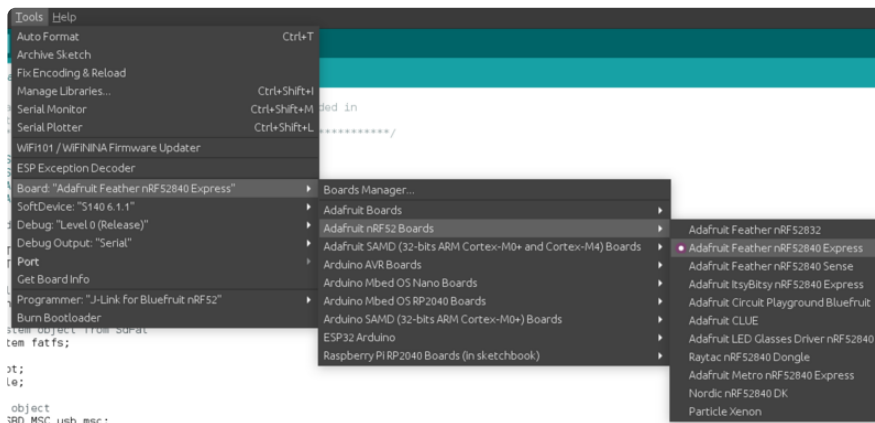 Tools Help
Auto Format Ctrl+T
Archive Sketch
Fix Encoding & Reload
Manage Libraries... Ctrl+Shift+I
Serial Monitor Ctrl+Shift+M
Serial Plotter Ctrl+Shift+L
WiFi101 / WiFiNINA Firmware Updater
ESP Exception Decoder
Board: "Adafruit Feather nRF52840 Express"
SoftDevice: "S140 6.1.1"
Debug: "Level 0 (Release)"
Debug Output: "Serial"
Port
Get Board Info
Programmer: "J-Link for Bluefruit nRF52"
Burn Bootloader
Boards Manager...
Adafruit Boards
Adafruit nRF52 Boards
Adafruit SAMD (32-bits ARM Cortex-M0+ and Cortex-M4) Boards
Arduino AVR Boards
Arduino Mbed OS Nano Boards
Arduino Mbed OS RP2040 Boards
Arduino SAMD (32-bits ARM Cortex-M0+) Boards
ESP32 Arduino
Raspberry Pi RP2040 Boards (in sketchbook)
Adafruit Feather nRF52832
Adafruit Feather nRF52840 Express
Adafruit Feather nRF52840 Sense
Adafruit ItsyBitsy nRF52840 Express
Adafruit Circuit Playground Bluefruit
Adafruit CLUE
Adafruit LED Glasses Driver nRF52840
Raytac nRF52840 Dongle
Adafruit Metro nRF52840 Express
Nordic nRF52840 DK
Particle Xenon
ded in
***********/
stem object from SdFat
tem fatfs;
ot;
le;
object
SBD_MSC usb_msc;